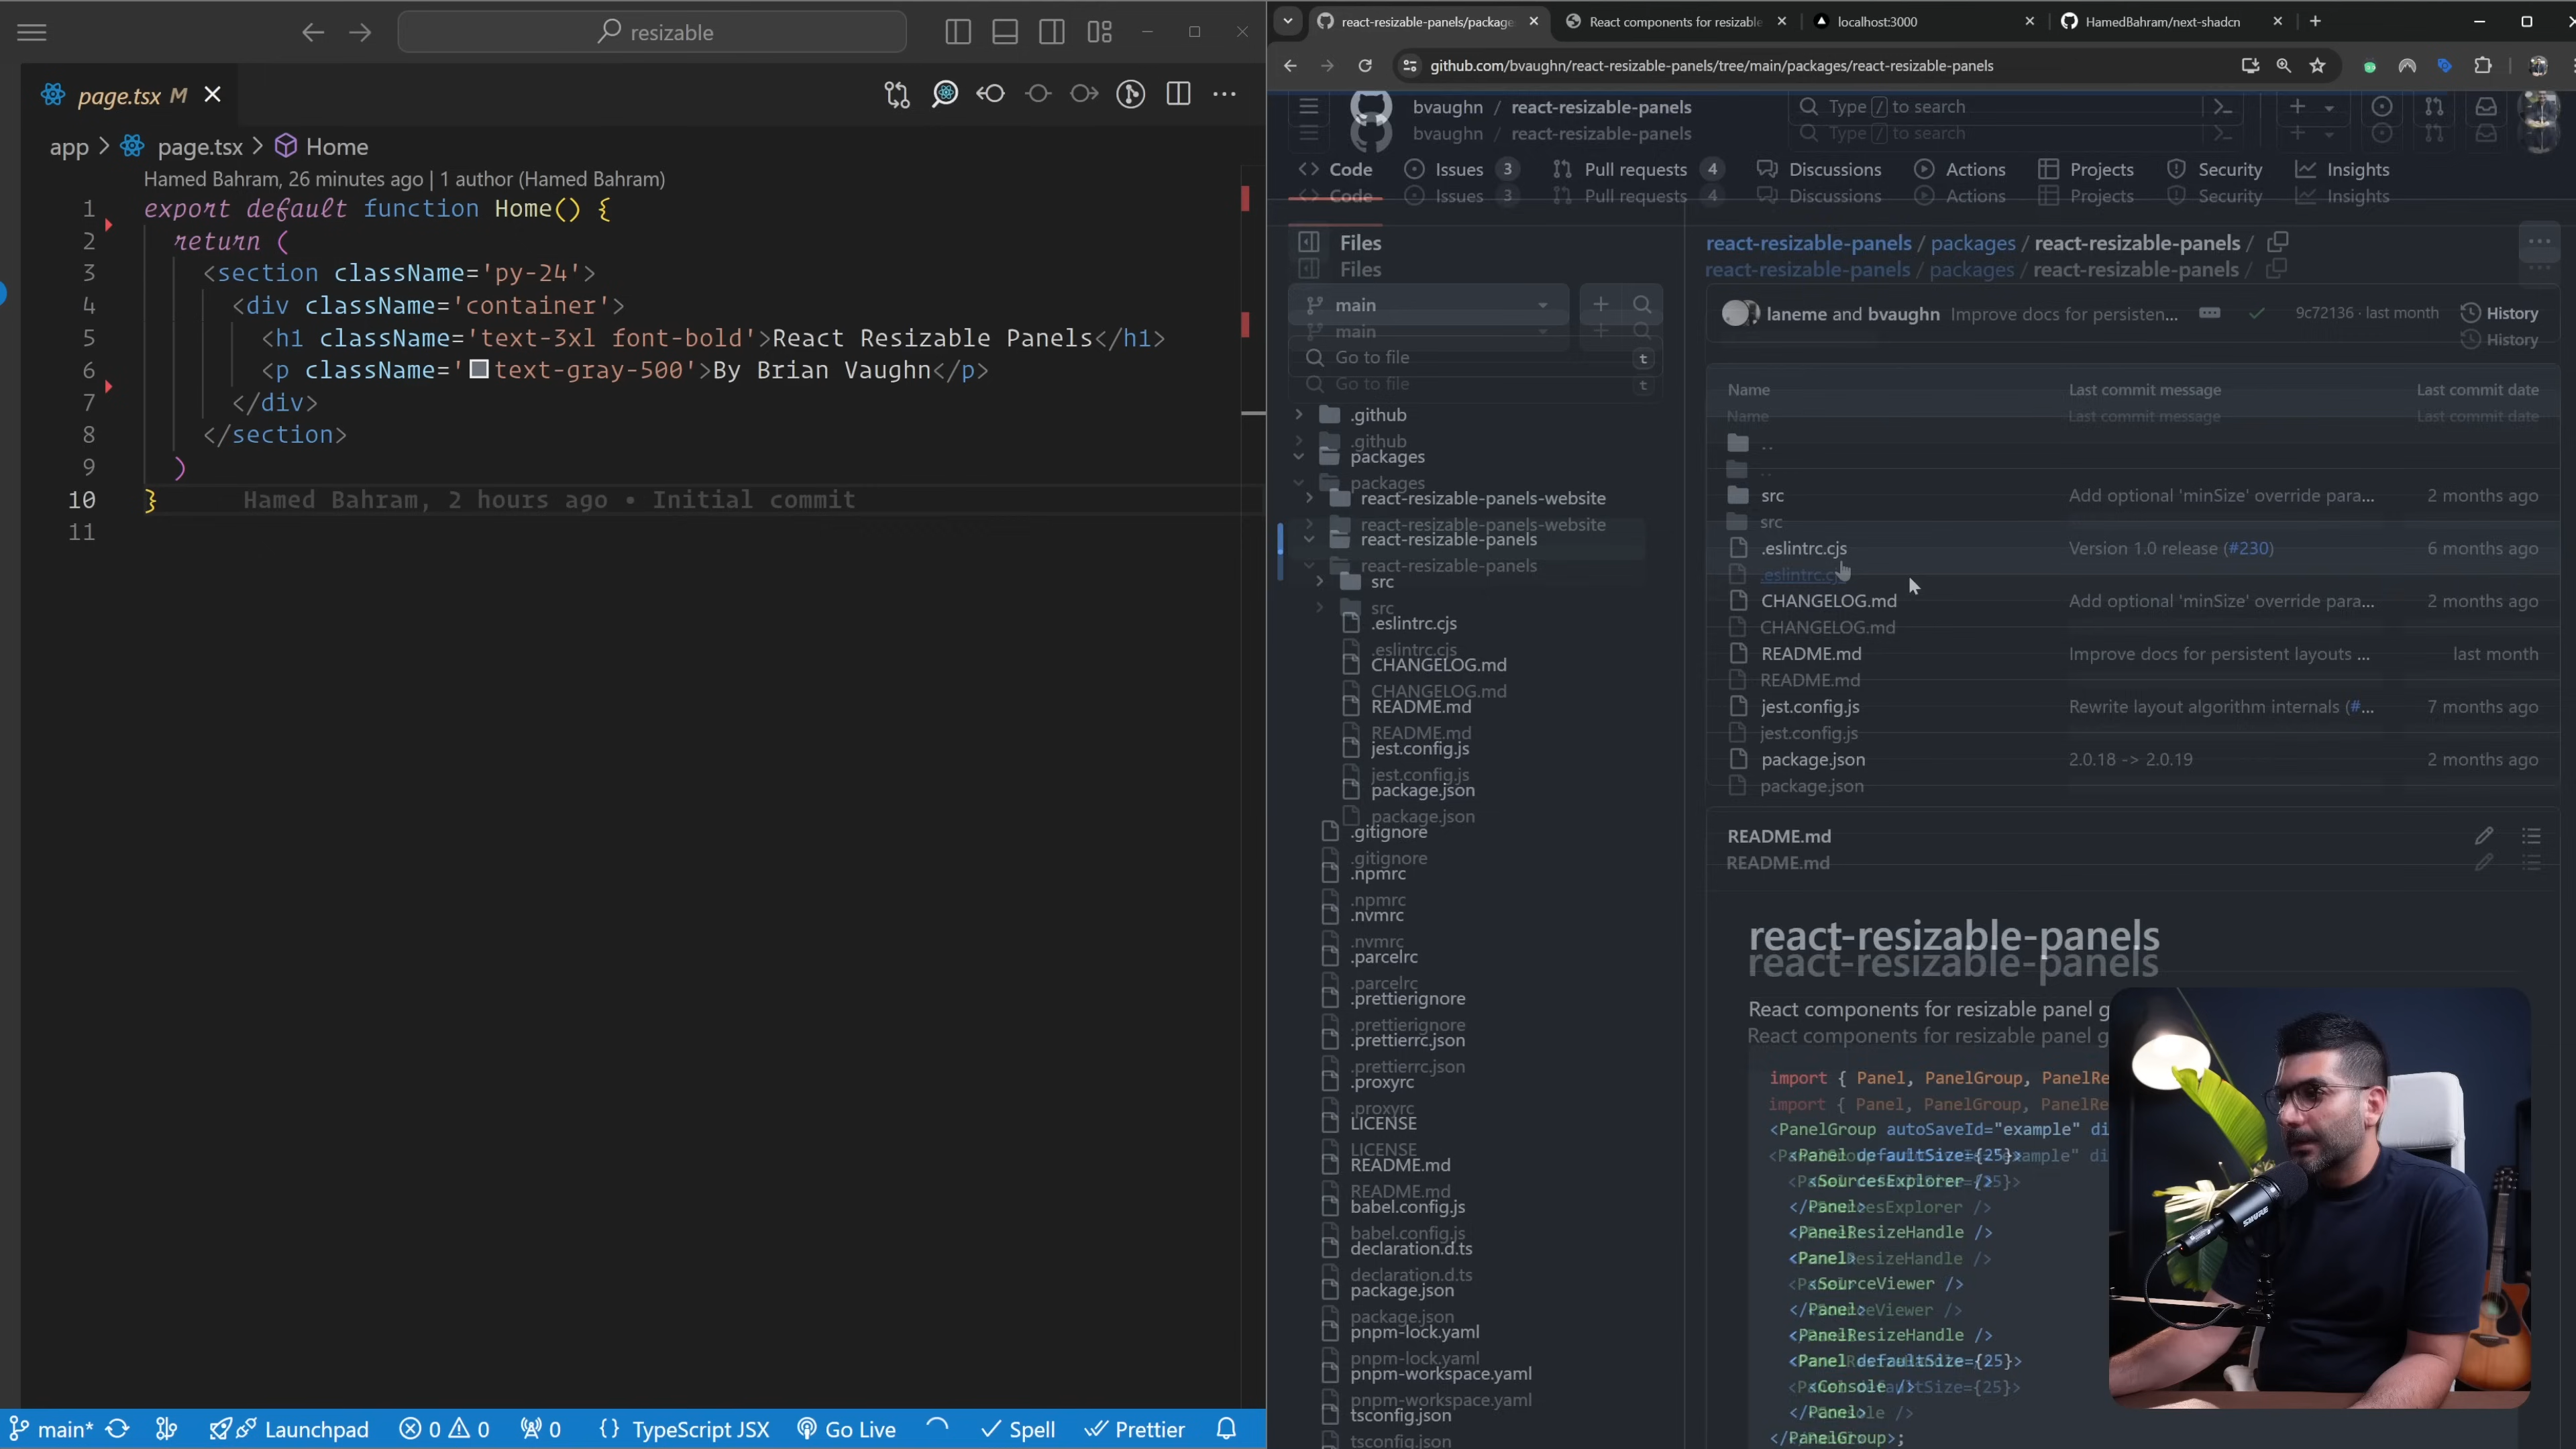 resizable
page.tsx M
app > page.tsx > Home
Hamed Bahram, 26 minutes ago | 1 author (Hamed Bahram)
1 export default function Home() {
2 return (
3 <section className='py-24'>
4 <div className='container'>
5 <h1 className='text-3xl font-bold'>React Resizable Panels</h1>
6 <p className='text-gray-500'>By Brian Vaughn</p>
7 </div>
8 </section>
9 )
10 } Hamed Bahram, 2 hours ago • Initial commit
11
main* Launchpad 0 0 0 {} TypeScript JSX Go Live Spell Prettier
react-resizable-panels/package
React components for resizable
localhost:3000
HamedBahram/next-shadcn
github.com/bvaughn/react-resizable-panels/tree/main/packages/react-resizable-panels
bvaughn / react-resizable-panels
Type / to search
bvaughn / react-resizable-panels
Type / to search
Code Issues 3 Pull requests 4 Discussions Actions Projects Security Insights
Code Issues 3 Pull requests 4 Discussions Actions Projects Security Insights
Files
Files
main
main
Go to file t
Go to file t
.github
.github
packages
packages
react-resizable-panels-website
react-resizable-panels-website
react-resizable-panels
react-resizable-panels
src
src
.eslintrc.cjs
.eslintrc.cjs
CHANGELOG.md
CHANGELOG.md
README.md
README.md
jest.config.js
jest.config.js
package.json
package.json
.gitignore
.gitignore
.npmrc
.npmrc
.nvmrc
.nvmrc
.parcelrc
.parcelrc
.prettierignore
.prettierignore
.prettierrc.json
.prettierrc.json
.proxyrc
.proxyrc
LICENSE
LICENSE
README.md
README.md
babel.config.js
babel.config.js
declaration.d.ts
declaration.d.ts
package.json
package.json
pnpm-lock.yaml
pnpm-lock.yaml
pnpm-workspace.yaml
pnpm-workspace.yaml
tsconfig.json
tsconfig.json
react-resizable-panels / packages / react-resizable-panels /
react-resizable-panels / packages / react-resizable-panels /
laneme and bvaughn Improve docs for persisten... 9c72136 · last month History
History
Name Last commit message Last commit date
Name Last commit message Last commit date
..
..
src Add optional 'minSize' override para... 2 months ago
src
.eslintrc.cjs Version 1.0 release (#230) 6 months ago
CHANGELOG.md Add optional 'minSize' override para... 2 months ago
CHANGELOG.md
README.md Improve docs for persistent layouts ... last month
README.md
jest.config.js Rewrite layout algorithm internals (#... 7 months ago
jest.config.js
package.json 2.0.18 -> 2.0.19 2 months ago
package.json
README.md
README.md
react-resizable-panels
react-resizable-panels
React components for resizable panel g
React components for resizable panel g
import { Panel, PanelGroup, PanelRe
import { Panel, PanelGroup, PanelRe
<PanelGroup autoSaveId="example" di
<Panel defaultSize={25}>
<SourcesExplorer />
</Panel>
<PanelResizeHandle />
<Panel>
<SourceViewer />
</Panel>
<PanelResizeHandle />
<Panel defaultSize={25}>
<Console />
</Panel>
</PanelGroup>;
SHURE